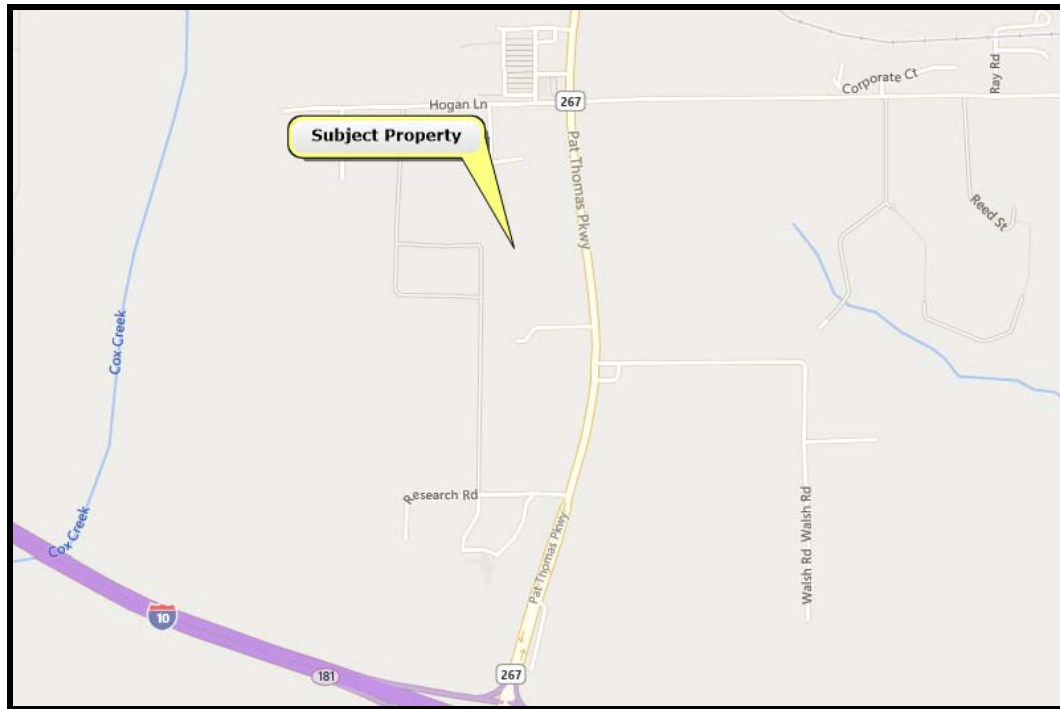 Corporate Ct
Ray Rd
Hogan Ln
267
Subject Property
Pat Thomas Pkwy
Reed St
Cox Creek
Research Rd
Walsh Rd
Walsh Rd
Cox Creek
Pat Thomas Pkwy
10
181
267